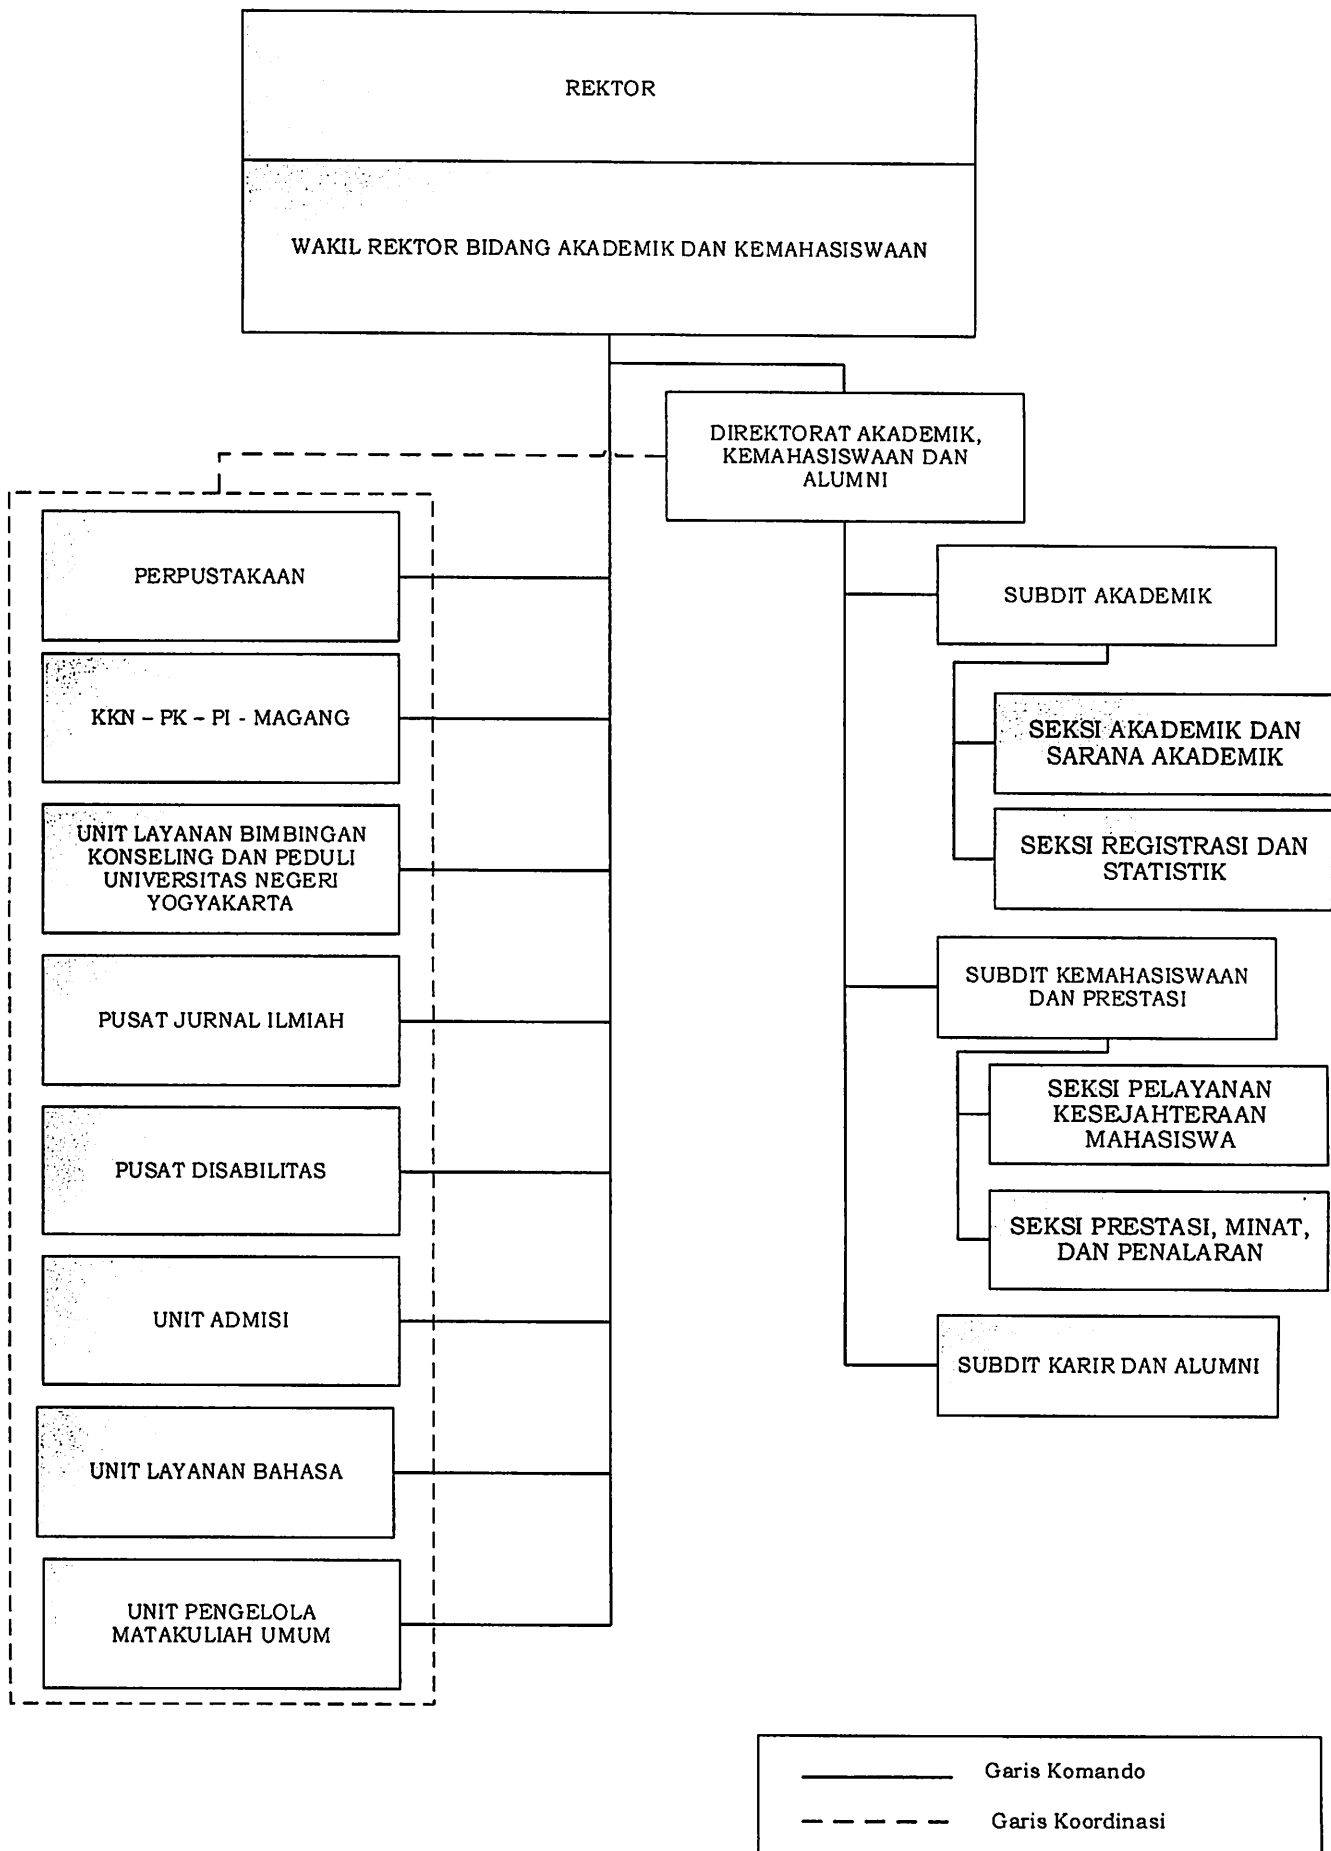 REKTOR
WAKIL REKTOR BIDANG AKADEMIK DAN KEMAHASISWAAN
DIREKTORAT AKADEMIK,
KEMAHASISWAAN DAN
ALUMNI
PERPUSTAKAAN
KKN – PK – PI - MAGANG
UNIT LAYANAN BIMBINGAN
KONSELING DAN PEDULI
UNIVERSITAS NEGERI
YOGYAKARTA
PUSAT JURNAL ILMIAH
PUSAT DISABILITAS
UNIT ADMISI
UNIT LAYANAN BAHASA
UNIT PENGELOLA
MATAKULIAH UMUM
SUBDIT AKADEMIK
SEKSI AKADEMIK DAN
SARANA AKADEMIK
SEKSI REGISTRASI DAN
STATISTIK
SUBDIT KEMAHASISWAAN
DAN PRESTASI
SEKSI PELAYANAN
KESEJAHTERAAN
MAHASISWA
SEKSI PRESTASI, MINAT,
DAN PENALARAN
SUBDIT KARIR DAN ALUMNI
Garis Komando
Garis Koordinasi